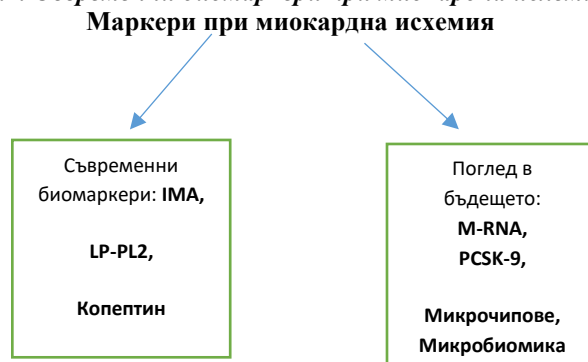 Маркери при миокардна исхемия
Съвременни
биомаркери: IMA,
LP-PL2,
Копептин
Поглед в
бъдещето:
M-RNA,
PCSK-9,
Микрочипове,
Микробиомика